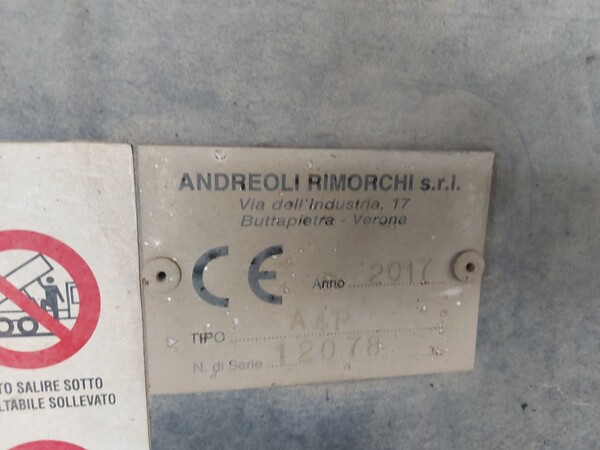 ANDREOLI RIMORCHI s.r.l.
Via dell'Industria, 17
Buttapietra - Verona
CE
Anno 2017
TIPO A4P
N. di Serie 12078
TO SALIRE SOTTO
LTABILE SOLLEVATO